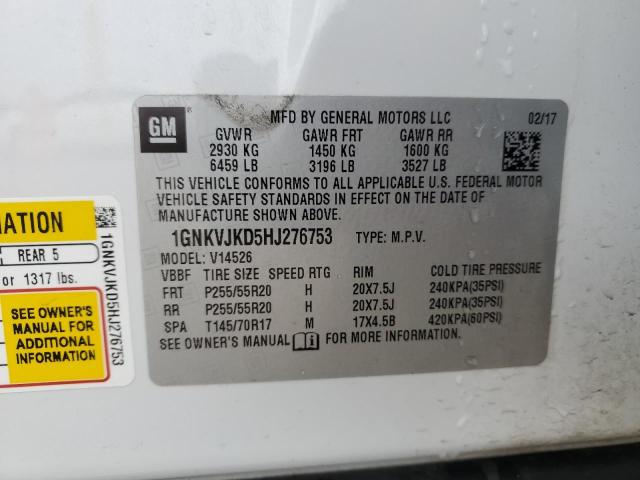 GM
MFD BY GENERAL MOTORS LLC 02/17
GVWR GAWR FRT GAWR RR
2930 KG 1450 KG 1600 KG
6459 LB 3196 LB 3527 LB
THIS VEHICLE CONFORMS TO ALL APPLICABLE U.S. FEDERAL MOTOR
VEHICLE SAFETY STANDARDS IN EFFECT ON THE DATE OF
MANUFACTURE SHOWN ABOVE.
1GNKVJKD5HJ276753 TYPE: M.P.V.
MODEL: V14526
VBBF TIRE SIZE SPEED RTG RIM COLD TIRE PRESSURE
FRT P255/55R20 H 20X7.5J 240KPA(35PSI)
RR P255/55R20 H 20X7.5J 240KPA(35PSI)
SPA T145/70R17 M 17X4.5B 420KPA(60PSI)
SEE OWNER'S MANUAL FOR MORE INFORMATION.
MATION
REAR 5
or 1317 lbs.
SEE OWNER'S
MANUAL FOR
ADDITIONAL
INFORMATION
1GNKVJKD5HJ276753